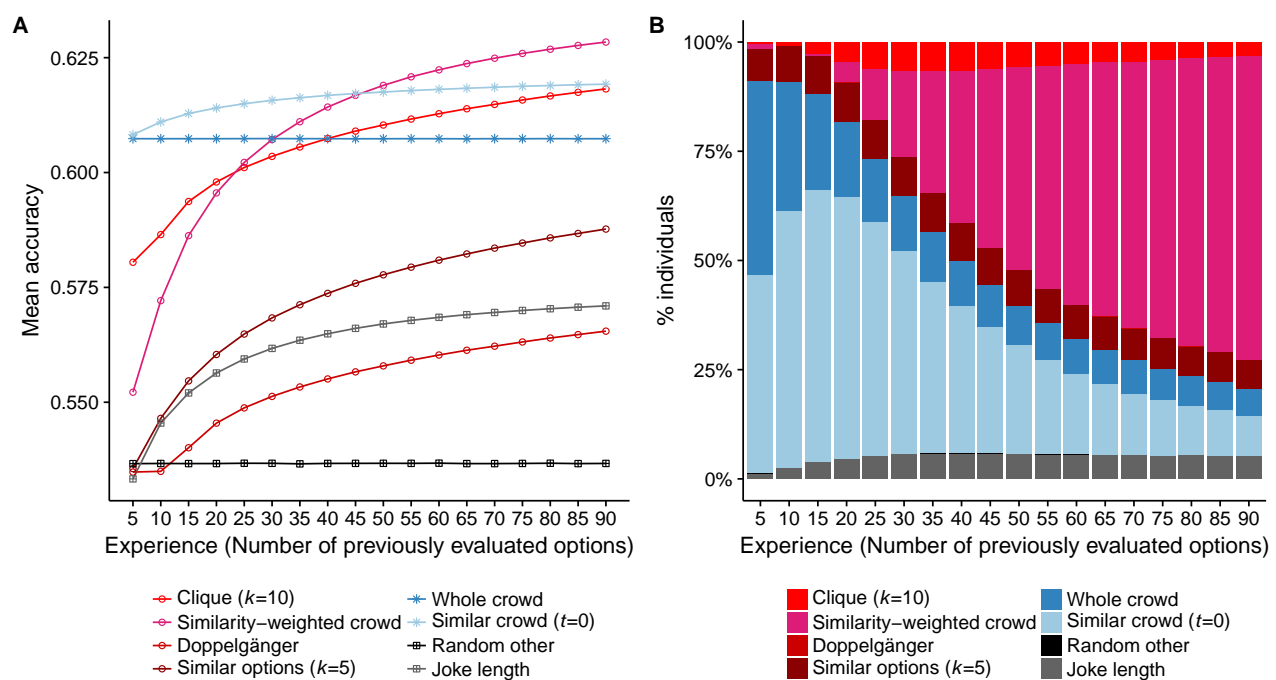 A
Mean accuracy
0.625
0.600
0.575
0.550
5 10 15 20 25 30 35 40 45 50 55 60 65 70 75 80 85 90
Experience (Number of previously evaluated options)
Clique (k=10)
Similarity−weighted crowd
Doppelgänger
Similar options (k=5)
Whole crowd
Similar crowd (t=0)
Random other
Joke length
B
% individuals
100%
75%
50%
25%
0%
5 10 15 20 25 30 35 40 45 50 55 60 65 70 75 80 85 90
Experience (Number of previously evaluated options)
Clique (k=10)
Similarity−weighted crowd
Doppelgänger
Similar options (k=5)
Whole crowd
Similar crowd (t=0)
Random other
Joke length